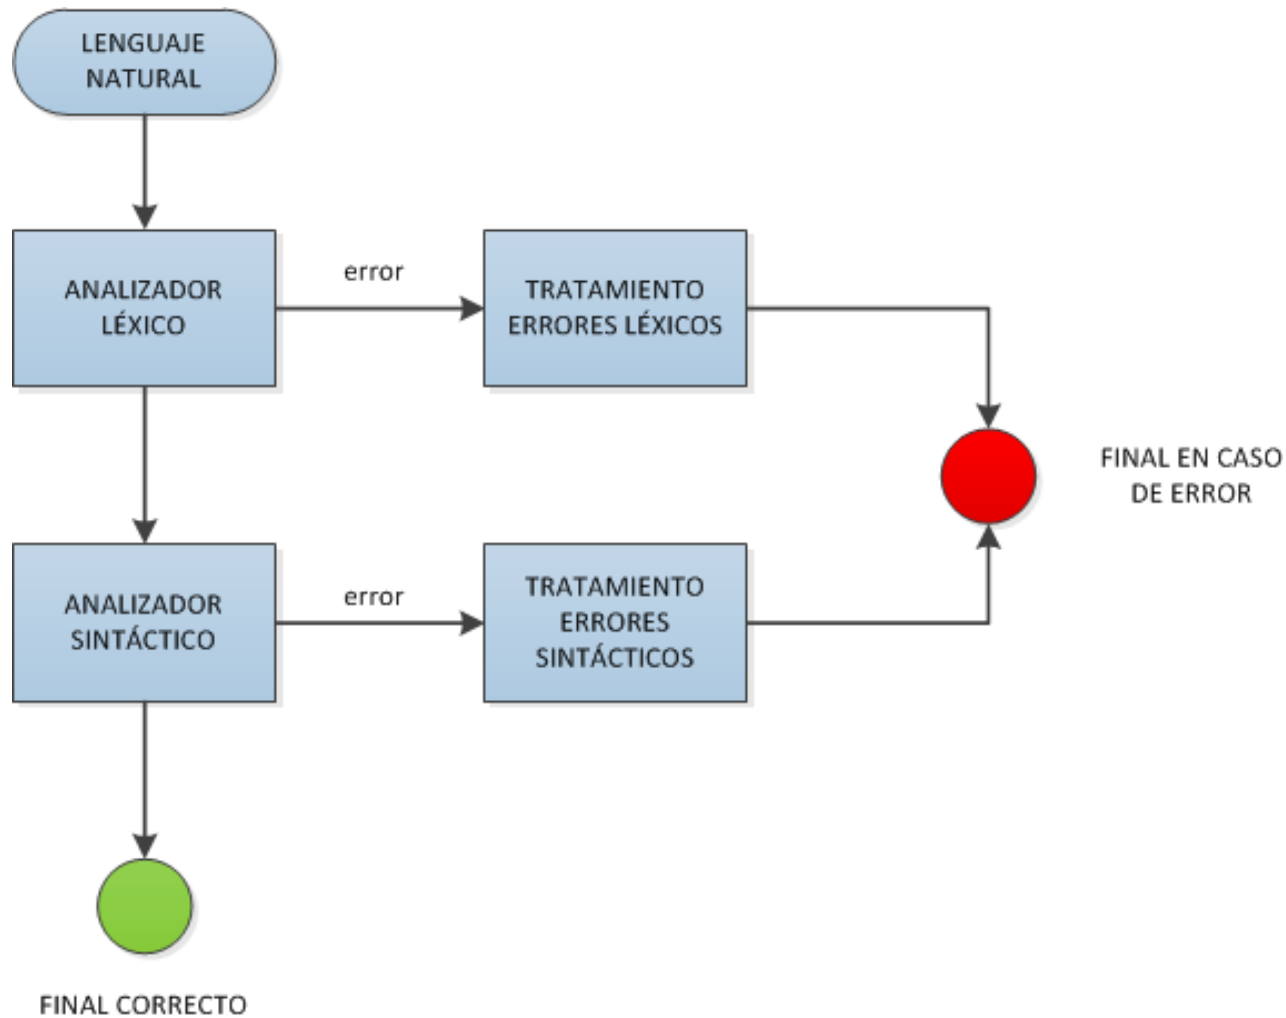 LENGUAJE
NATURAL
ANALIZADOR
LÉXICO
error
TRATAMIENTO
ERRORES LÉXICOS
FINAL EN CASO
DE ERROR
ANALIZADOR
SINTÁCTICO
error
TRATAMIENTO
ERRORES
SINTÁCTICOS
FINAL CORRECTO